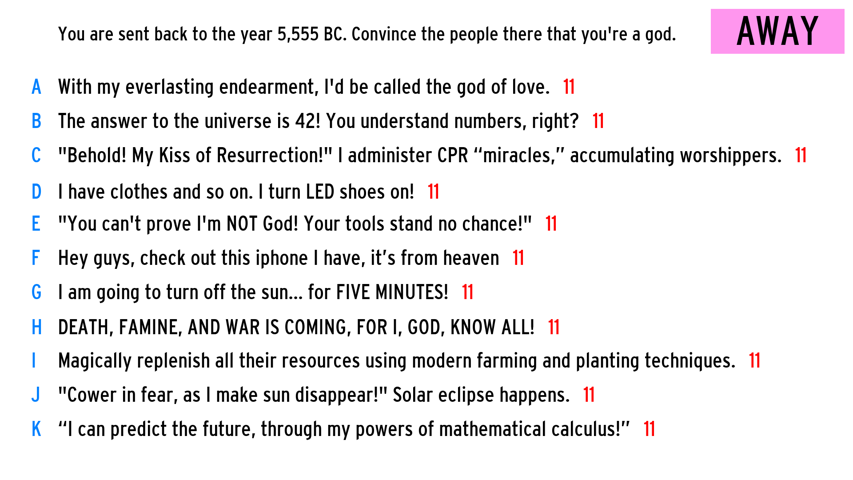 You are sent back to the year 5,555 BC. Convince the people there that you're a god.
AWAY
A With my everlasting endearment, I'd be called the god of love. 11
B The answer to the universe is 42! You understand numbers, right? 11
C "Behold! My Kiss of Resurrection!" I administer CPR “miracles,” accumulating worshippers. 11
D I have clothes and so on. I turn LED shoes on! 11
E "You can't prove I'm NOT God! Your tools stand no chance!" 11
F Hey guys, check out this iphone I have, it’s from heaven 11
G I am going to turn off the sun... for FIVE MINUTES! 11
H DEATH, FAMINE, AND WAR IS COMING, FOR I, GOD, KNOW ALL! 11
I Magically replenish all their resources using modern farming and planting techniques. 11
J "Cower in fear, as I make sun disappear!" Solar eclipse happens. 11
K “I can predict the future, through my powers of mathematical calculus!” 11